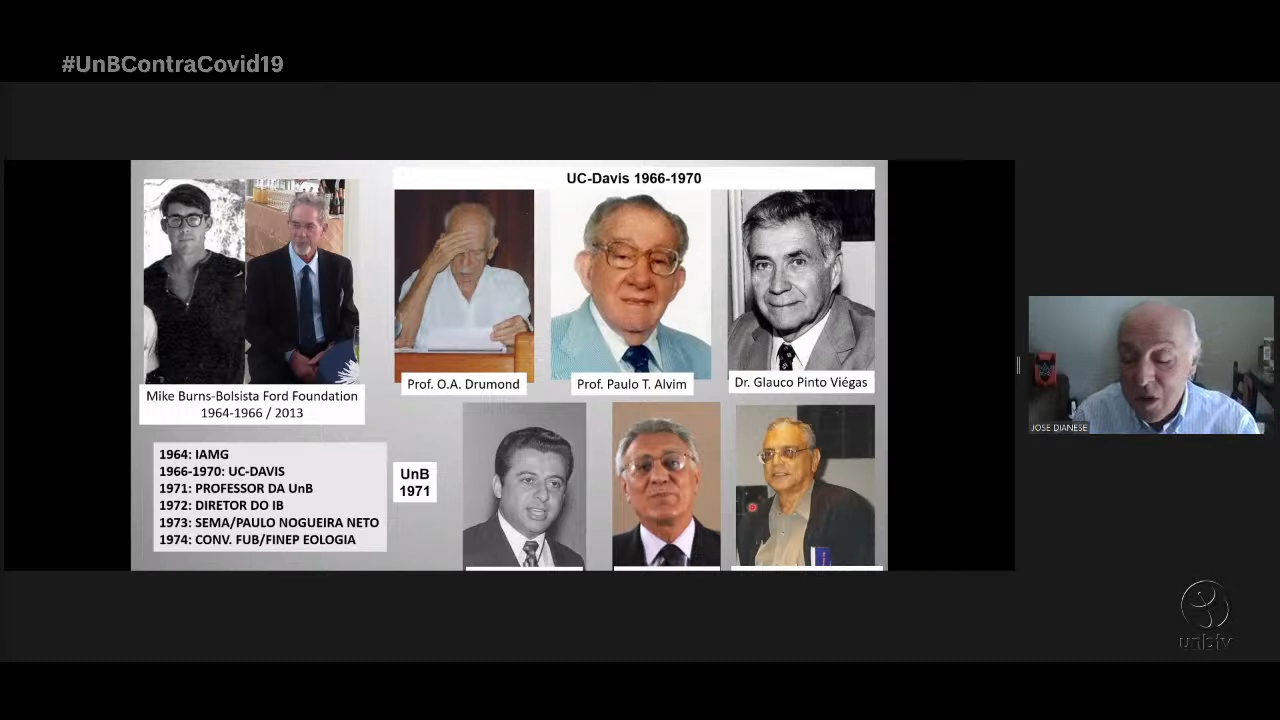 #UnBContraCovid19
UC-Davis 1966-1970
Prof. O.A. Drumond
Prof. Paulo T. Alvim
Dr. Glauco Pinto Viégas
Mike Burns-Bolsista Ford Foundation
1964-1966 / 2013
1964: IAMG
1966-1970: UC-DAVIS
1971: PROFESSOR DA UnB
1972: DIRETOR DO IB
1973: SEMA/PAULO NOGUEIRA NETO
1974: CONV. FUB/FINEP EOLOGIA
UnB
1971
JOSE DIANESE
unbtv